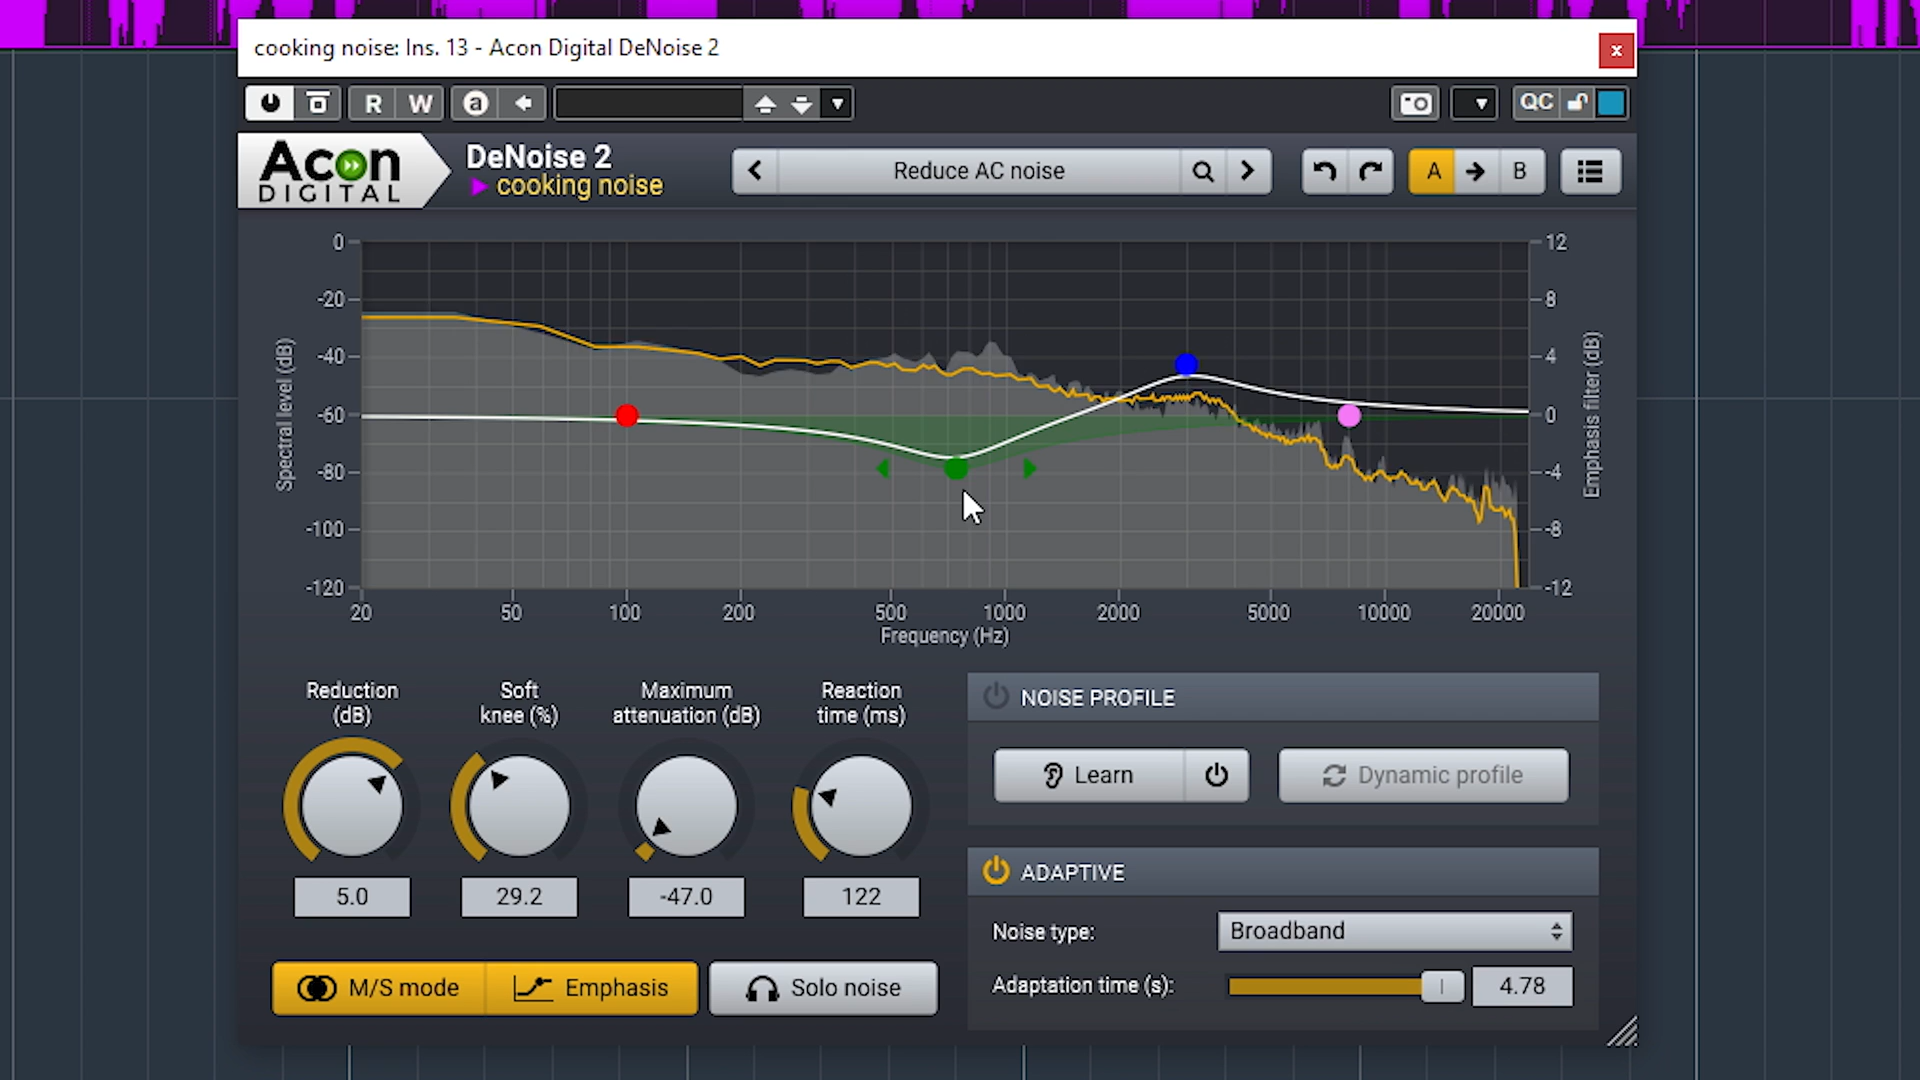 cooking noise: Ins. 13 - Acon Digital DeNoise 2
x
R W a QC
Acon
DIGITAL
DeNoise 2
cooking noise
Reduce AC noise
A B
0
-20
-40
-60
-80
-100
-120
Spectral level (dB)
12
8
4
0
-4
-8
-12
Emphasis filter (dB)
20 50 100 200 500 1000 2000 5000 10000 20000
Frequency (Hz)
Reduction
(dB)
5.0
Soft
knee (%)
29.2
Maximum
attenuation (dB)
-47.0
Reaction
time (ms)
122
M/S mode
Emphasis
Solo noise
NOISE PROFILE
Learn
Dynamic profile
ADAPTIVE
Noise type:
Broadband
Adaptation time (s):
4.78